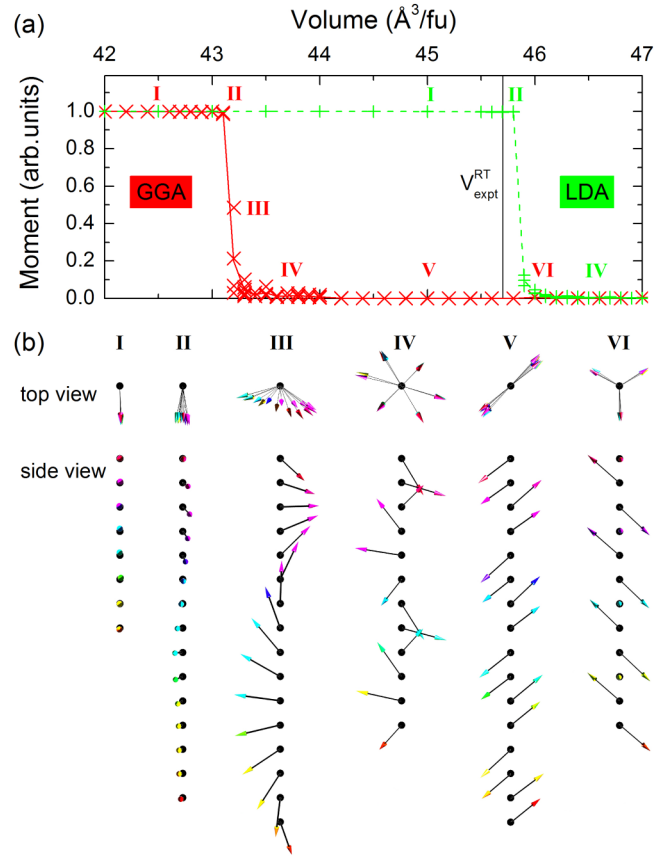 (a)
Volume (Å³/fu)
42 43 44 45 46 47
Moment (arb.units)
1.0
0.8
0.6
0.4
0.2
0.0
I II I II
GGA
III
V_expt^RT
LDA
IV V VI IV
(b)
I II III IV V VI
top view
side view